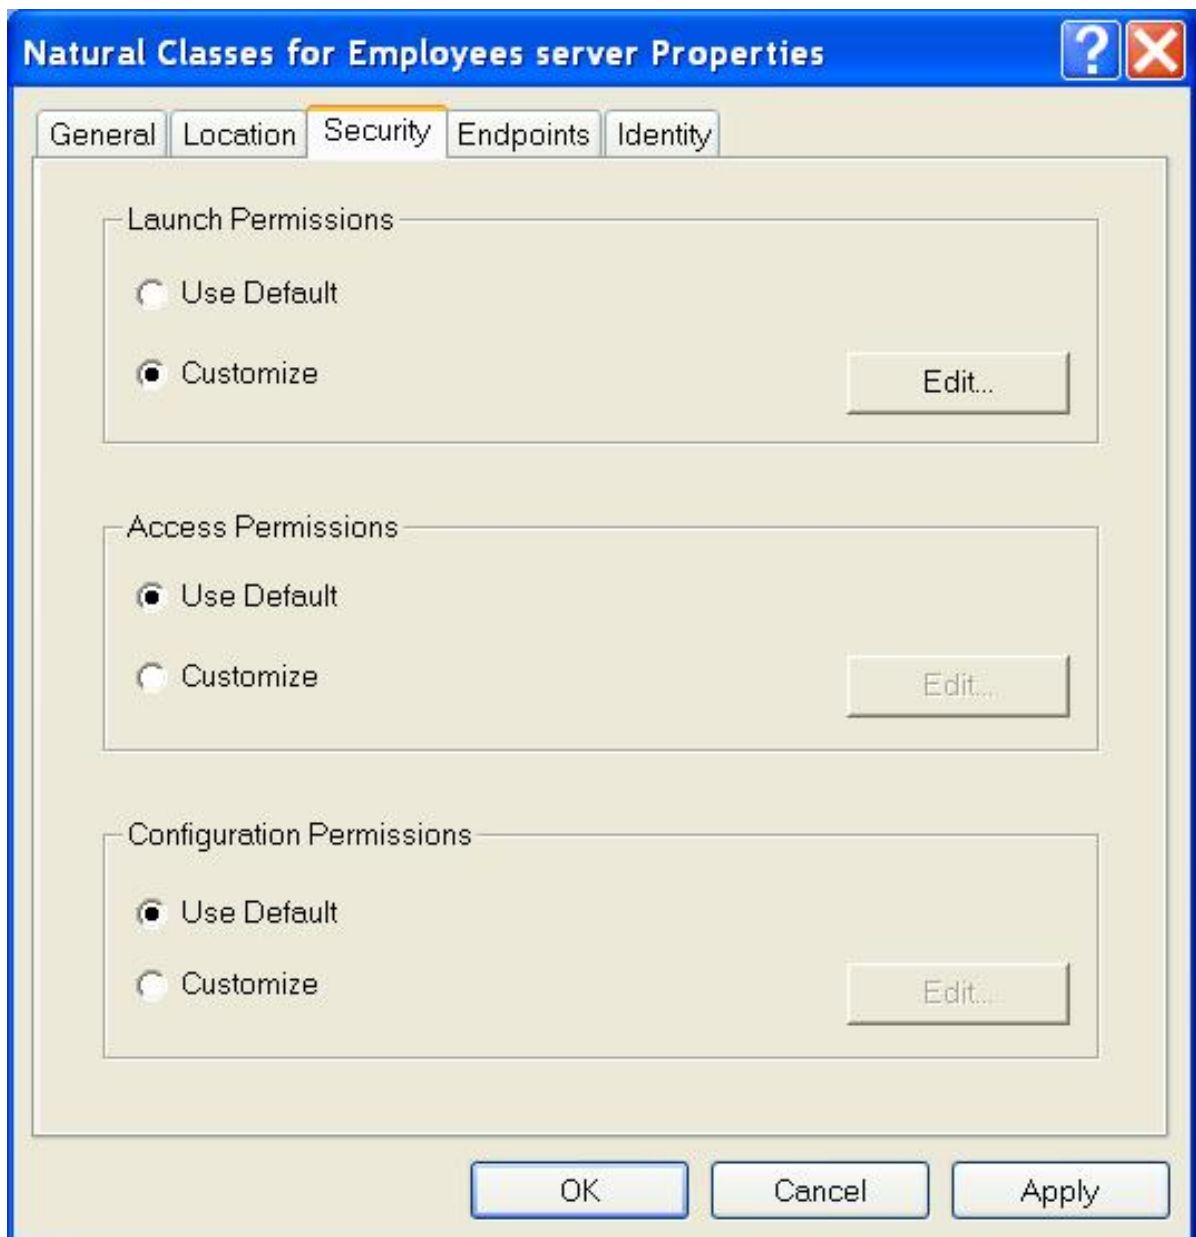 Natural Classes for Employees server Properties
General Location Security Endpoints Identity
Launch Permissions
Use Default
Customize
Edit...
Access Permissions
Use Default
Customize
Edit...
Configuration Permissions
Use Default
Customize
Edit...
OK Cancel Apply